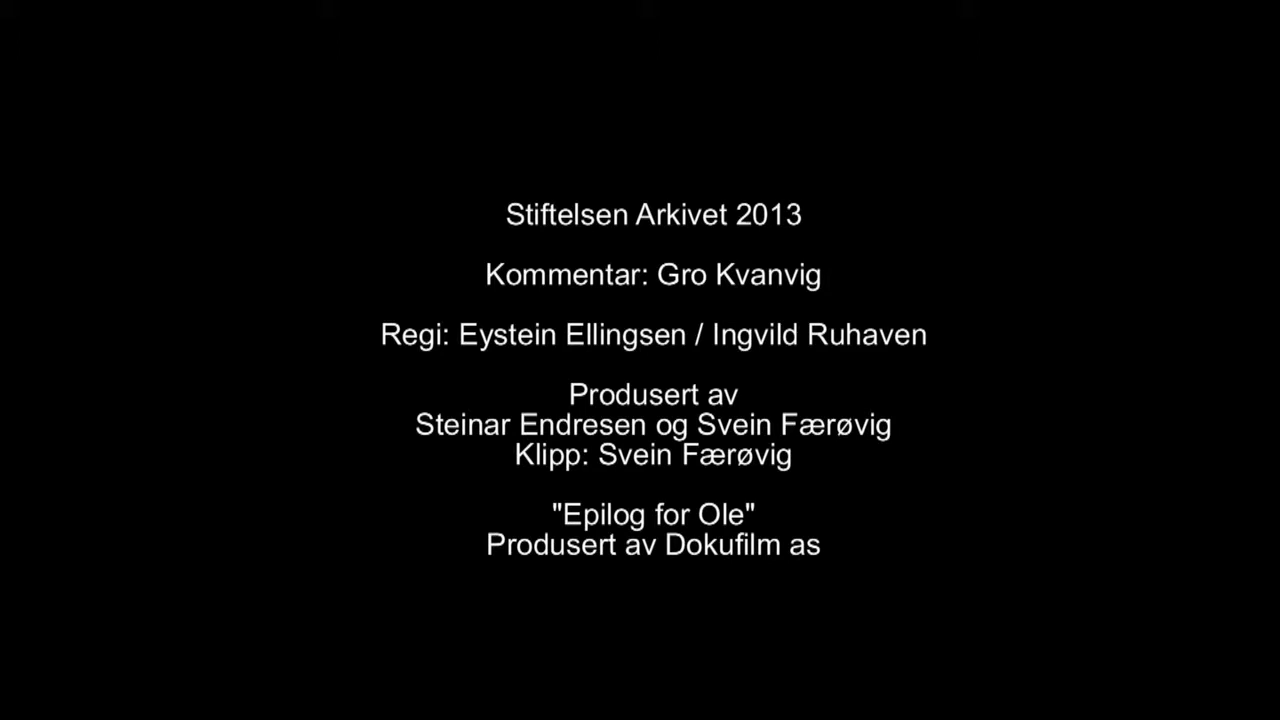 Stiftelsen Arkivet 2013
Kommentar: Gro Kvanvig
Regi: Eystein Ellingsen / Ingvild Ruhaven
Produsert av
Steinar Endresen og Svein Færøvig
Klipp: Svein Færøvig
"Epilog for Ole"
Produsert av Dokufilm as